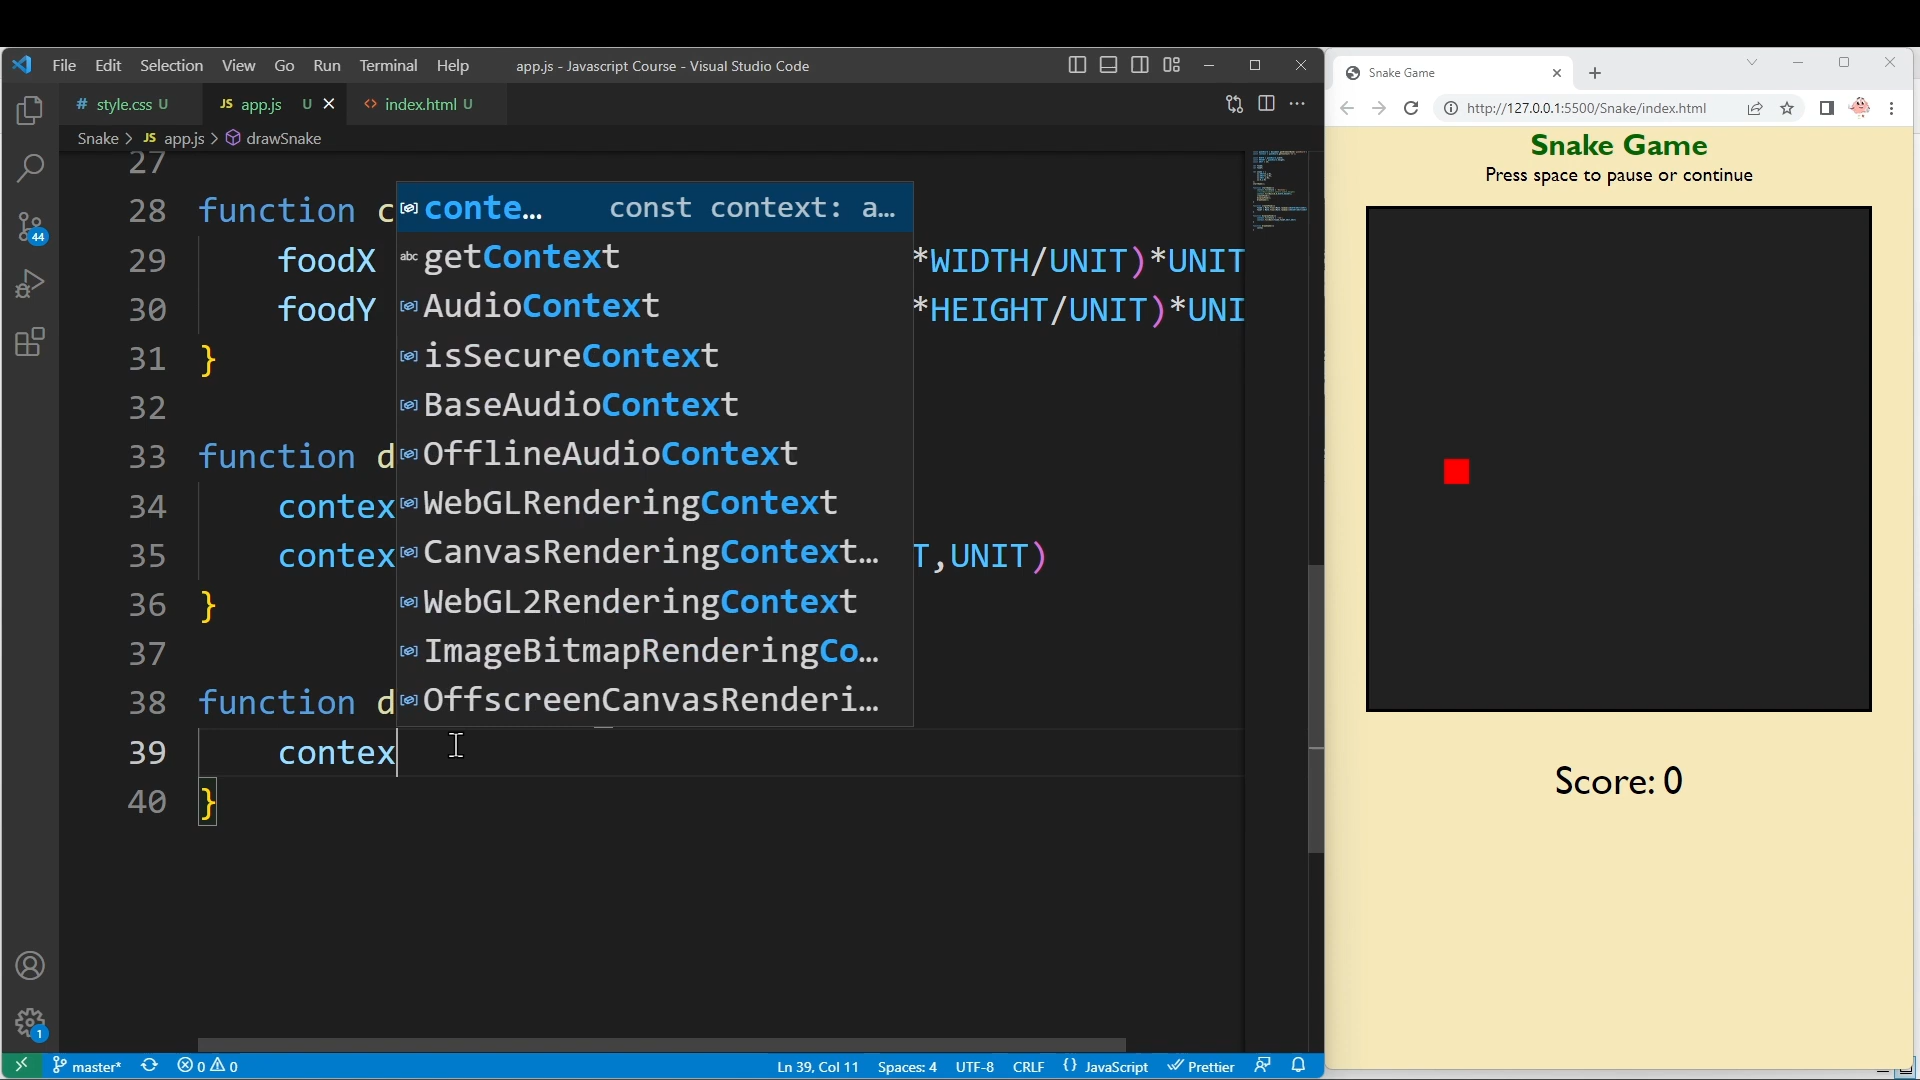 File Edit Selection View Go Run Terminal Help
app.js - Javascript Course - Visual Studio Code
# style.css U
JS app.js U
<> index.html U
Snake > JS app.js > drawSnake
27
28 function c
29 foodX *WIDTH/UNIT)*UNIT
30 foodY *HEIGHT/UNIT)*UNI
31 }
32
33 function d
34 contex
35 contex T,UNIT)
36 }
37
38 function d
39 contex
40 }
conte… const context: a…
abc getContext
AudioContext
isSecureContext
BaseAudioContext
OfflineAudioContext
WebGLRenderingContext
CanvasRenderingContext…
WebGL2RenderingContext
ImageBitmapRenderingCo…
OffscreenCanvasRenderi…
44
1
master* 0 0 Ln 39, Col 11 Spaces: 4 UTF-8 CRLF {} JavaScript Prettier
Snake Game
http://127.0.0.1:5500/Snake/index.html
Snake Game
Press space to pause or continue
Score: 0